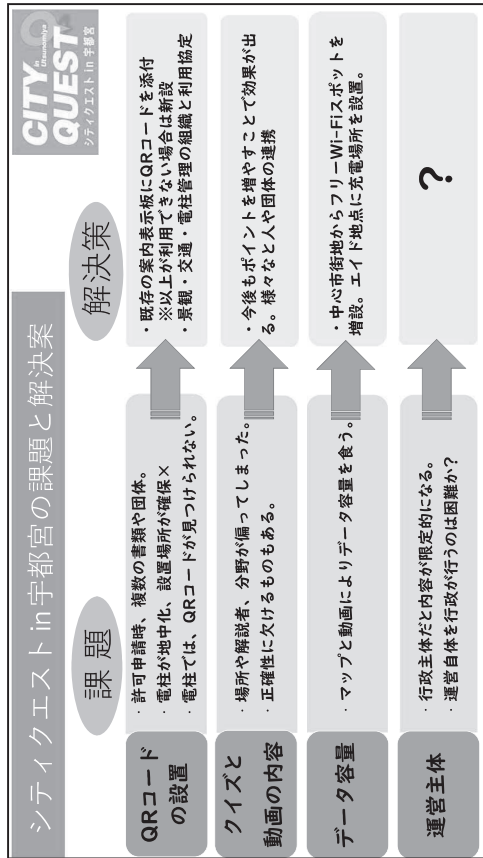 シティクエストin宇都宮の課題と解決案
CITY
in
Utsunomiya
QUEST
シティクエスト in 宇都宮
課 題
解決策
QRコード
の設置
・許可申請時、複数の書類や団体。
・電柱が地中化、設置場所が確保×
・電柱では、QRコードが見つけられない。
・既存の案内表示板にQRコードを添付
※以上が利用できない場合は新設
・景観・交通・電柱管理の組織と利用協定
クイズと
動画の内容
・場所や解説者、分野が偏ってしまった。
・正確性に欠けるものもある。
・今後もポイントを増やすことで効果が出
る。様々なと人や団体の連携
データ容量
・マップと動画によりデータ容量を食う。
・中心市街地からフリーWi-Fiスポットを
増設。エイド地点に充電場所を設置。
運営主体
・行政主体だと内容が限定的になる。
・運営自体を行政が行うのは困難か？
?